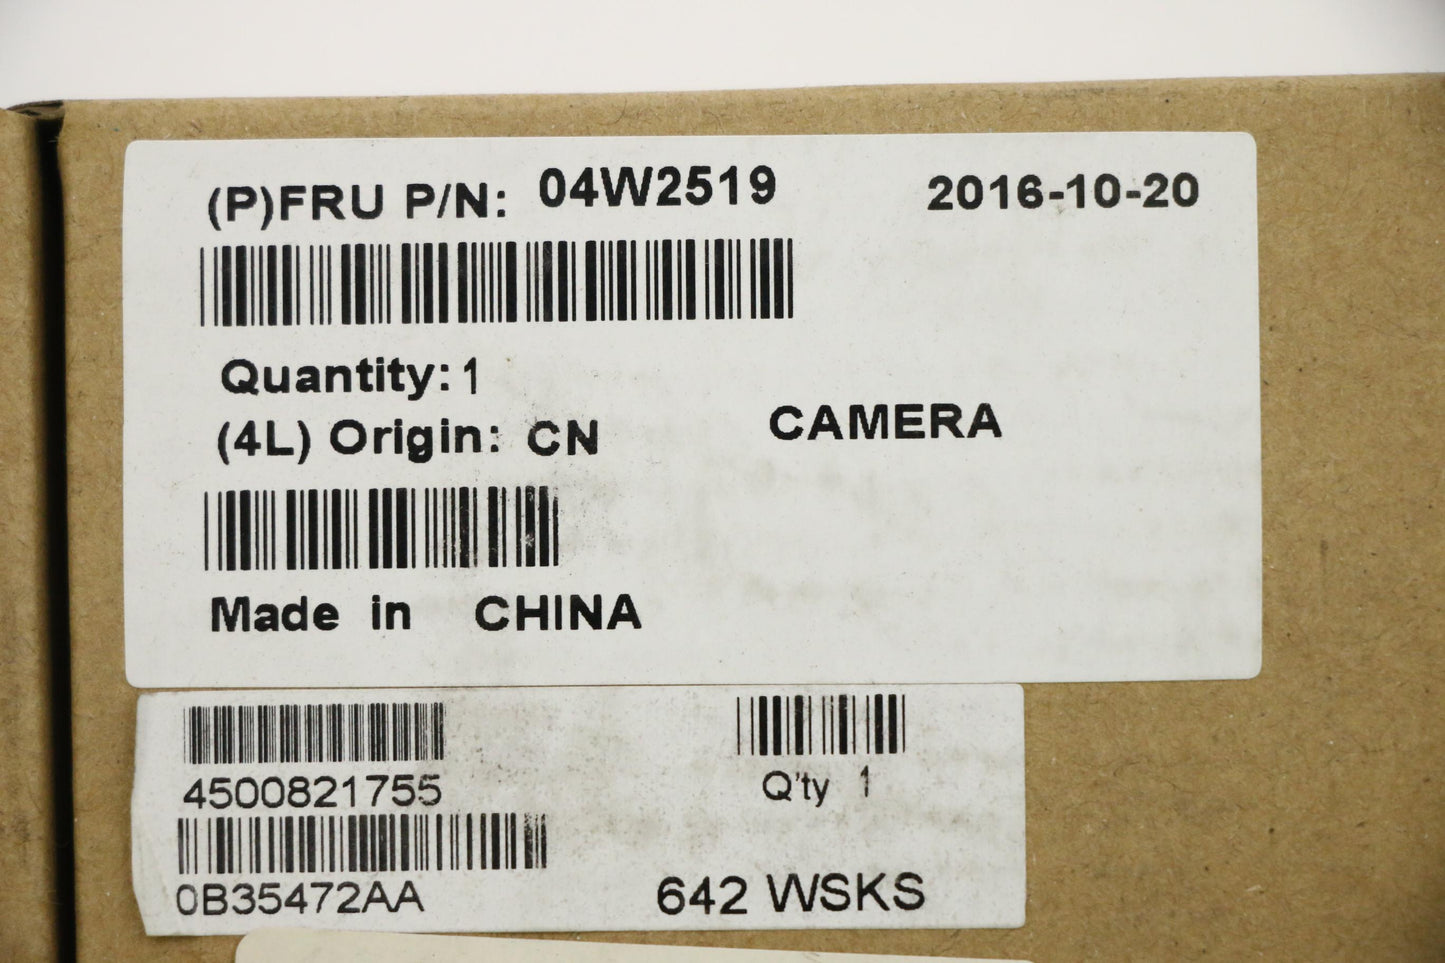 (P)FRU P/N: 04W2519 2016-10-20
Quantity: 1
(4L) Origin: CN CAMERA
Made in CHINA
4500821755 Q'ty 1
0B35472AA 642 WSKS